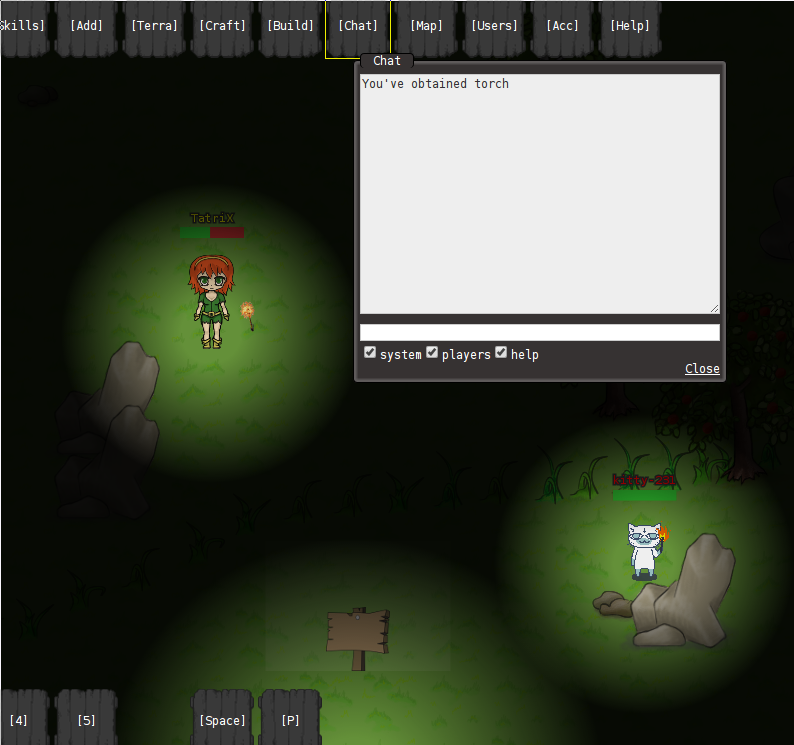 Skills] [Add] [Terra] [Craft] [Build] [Chat] [Map] [Users] [Acc] [Help]
Chat
You've obtained torch
TatriX
system players help
Close
[4] [5] [Space] [P]